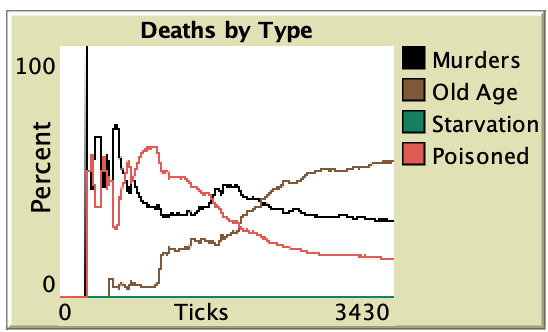 Deaths by Type
100
Percent
0
0 Ticks 3430
Murders
Old Age
Starvation
Poisoned